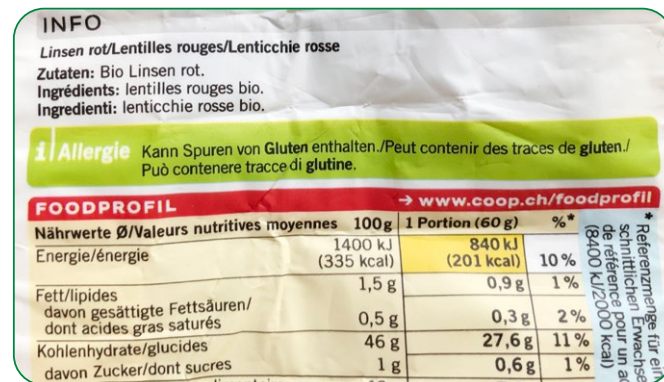 INFO
Linsen rot/Lentilles rouges/Lenticchie rosse
Zutaten: Bio Linsen rot.
Ingrédients: lentilles rouges bio.
Ingredienti: lenticchie rosse bio.
i Allergie Kann Spuren von Gluten enthalten./Peut contenir des traces de gluten./
Può contenere tracce di glutine.
FOODPROFIL → www.coop.ch/foodprofil
Nährwerte Ø/Valeurs nutritives moyennes 100g 1 Portion (60 g) %*
Energie/énergie 1400 kJ 840 kJ
(335 kcal) (201 kcal) 10 %
Fett/lipides 1,5 g 0,9 g 1 %
davon gesättigte Fettsäuren/
dont acides gras saturés 0,5 g 0,3 g 2 %
Kohlenhydrate/glucides 46 g 27,6 g 11 %
davon Zucker/dont sucres 1 g 0,6 g 1 %
* Referenzmenge für ein
schnittlichen Erwachse
de référence pour un a
(8400 kJ/2000 kcal)